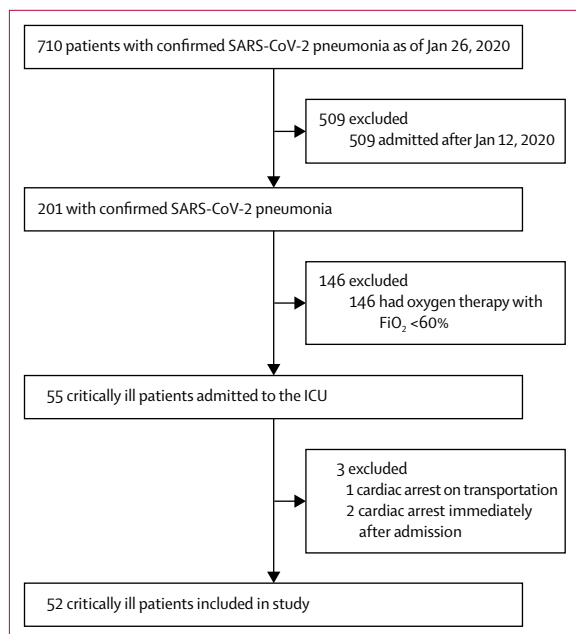 710 patients with confirmed SARS-CoV-2 pneumonia as of Jan 26, 2020
509 excluded
509 admitted after Jan 12, 2020
201 with confirmed SARS-CoV-2 pneumonia
146 excluded
146 had oxygen therapy with
FiO₂ <60%
55 critically ill patients admitted to the ICU
3 excluded
1 cardiac arrest on transportation
2 cardiac arrest immediately
after admission
52 critically ill patients included in study